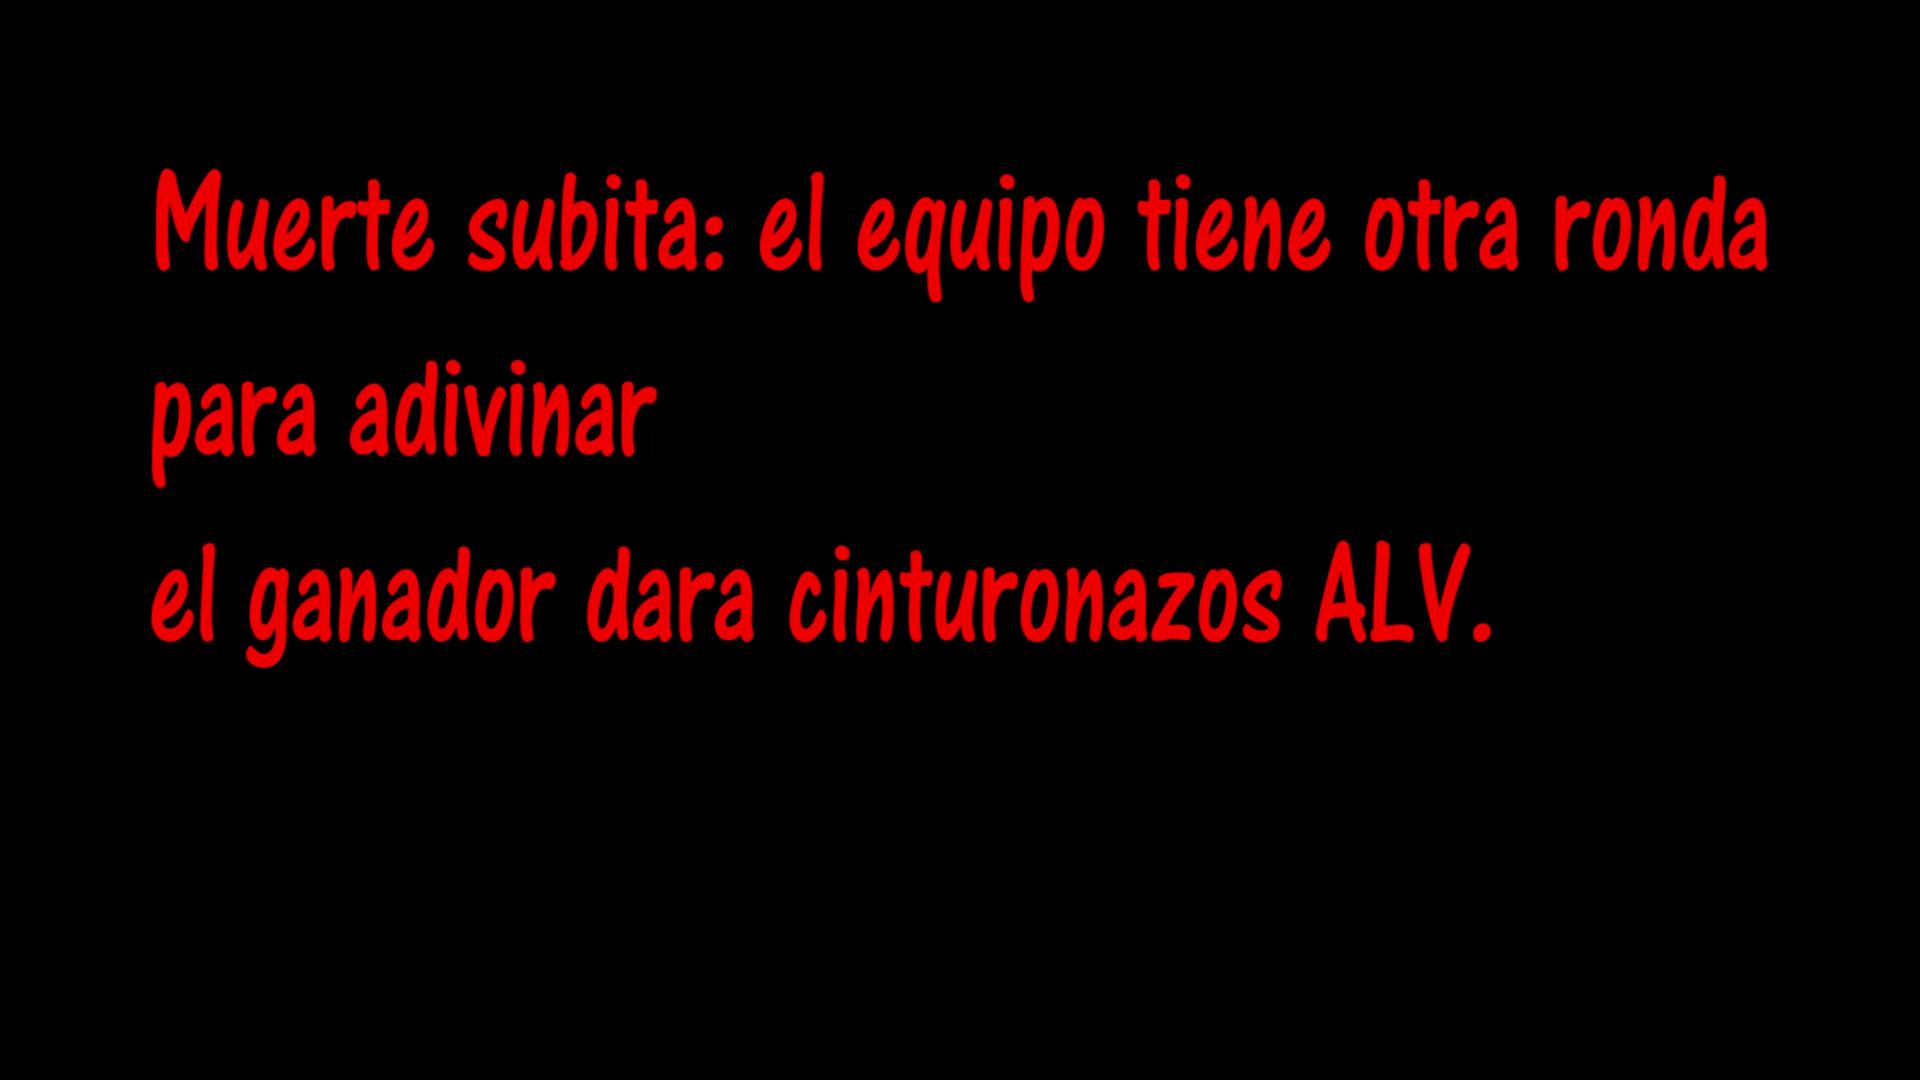 Muerte subita: el equipo tiene otra ronda
para adivinar
el ganador dara cinturonazos ALV.